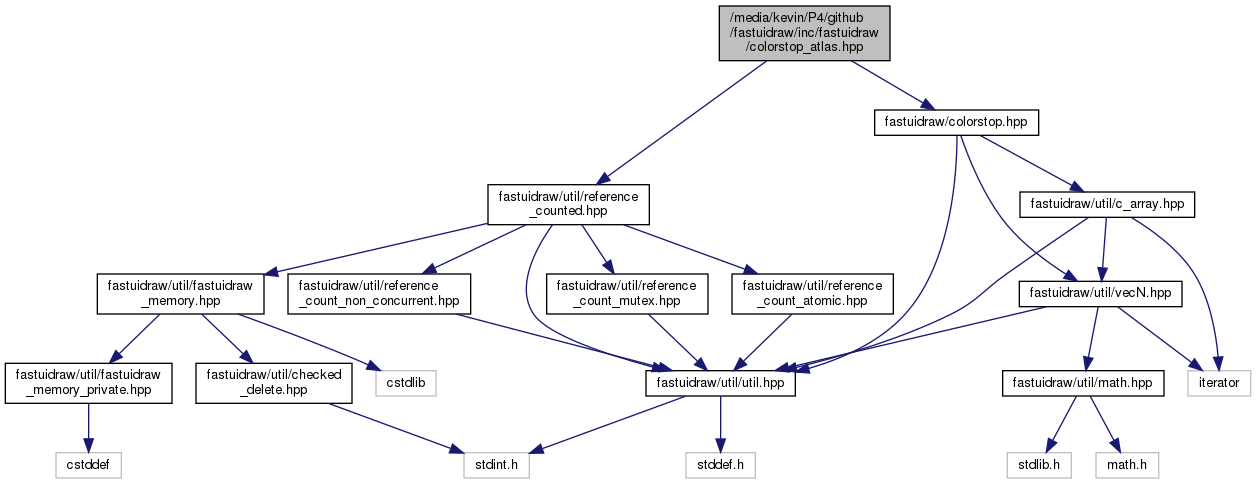 /media/kevin/P4/github
/fastuidraw/inc/fastuidraw
/colorstop_atlas.hpp
fastuidraw/colorstop.hpp
fastuidraw/util/reference
_counted.hpp
fastuidraw/util/c_array.hpp
fastuidraw/util/fastuidraw
_memory.hpp
fastuidraw/util/reference
_count_non_concurrent.hpp
fastuidraw/util/reference
_count_mutex.hpp
fastuidraw/util/reference
_count_atomic.hpp
fastuidraw/util/vecN.hpp
fastuidraw/util/fastuidraw
_memory_private.hpp
fastuidraw/util/checked
_delete.hpp
cstdlib
fastuidraw/util/util.hpp
fastuidraw/util/math.hpp
iterator
cstddef
stdint.h
stddef.h
stdlib.h
math.h